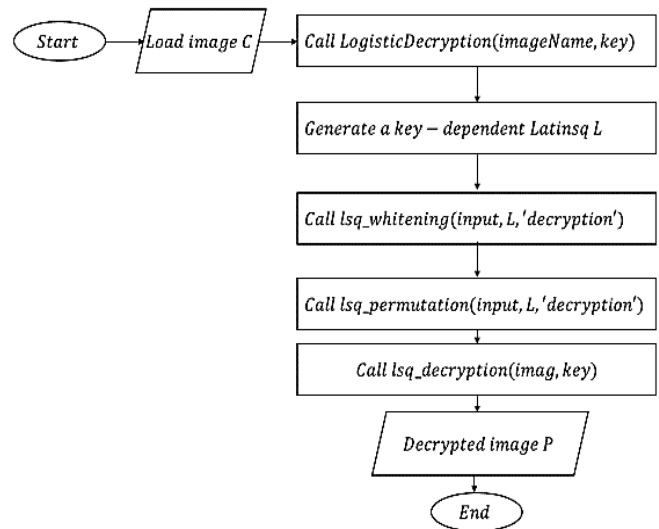 Start
Load image C
Call LogisticDecryption(imageName, key)
Generate a key − dependent Latinsq L
Call lsq_whitening(input, L, 'decryption')
Call lsq_permutation(input, L, 'decryption')
Call lsq_decryption(imag, key)
Decrypted image P
End